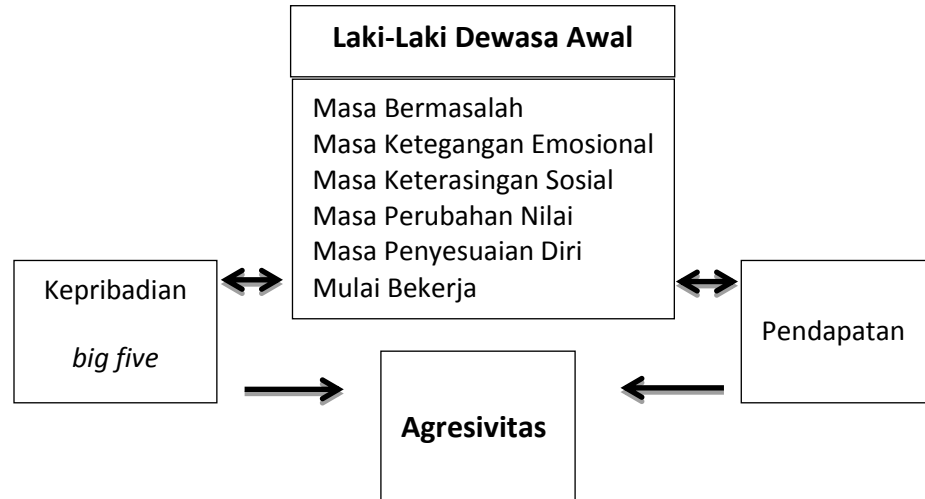 Laki-Laki Dewasa Awal
Masa Bermasalah
Masa Ketegangan Emosional
Masa Keterasingan Sosial
Masa Perubahan Nilai
Masa Penyesuaian Diri
Mulai Bekerja
Kepribadian
big five
Pendapatan
Agresivitas